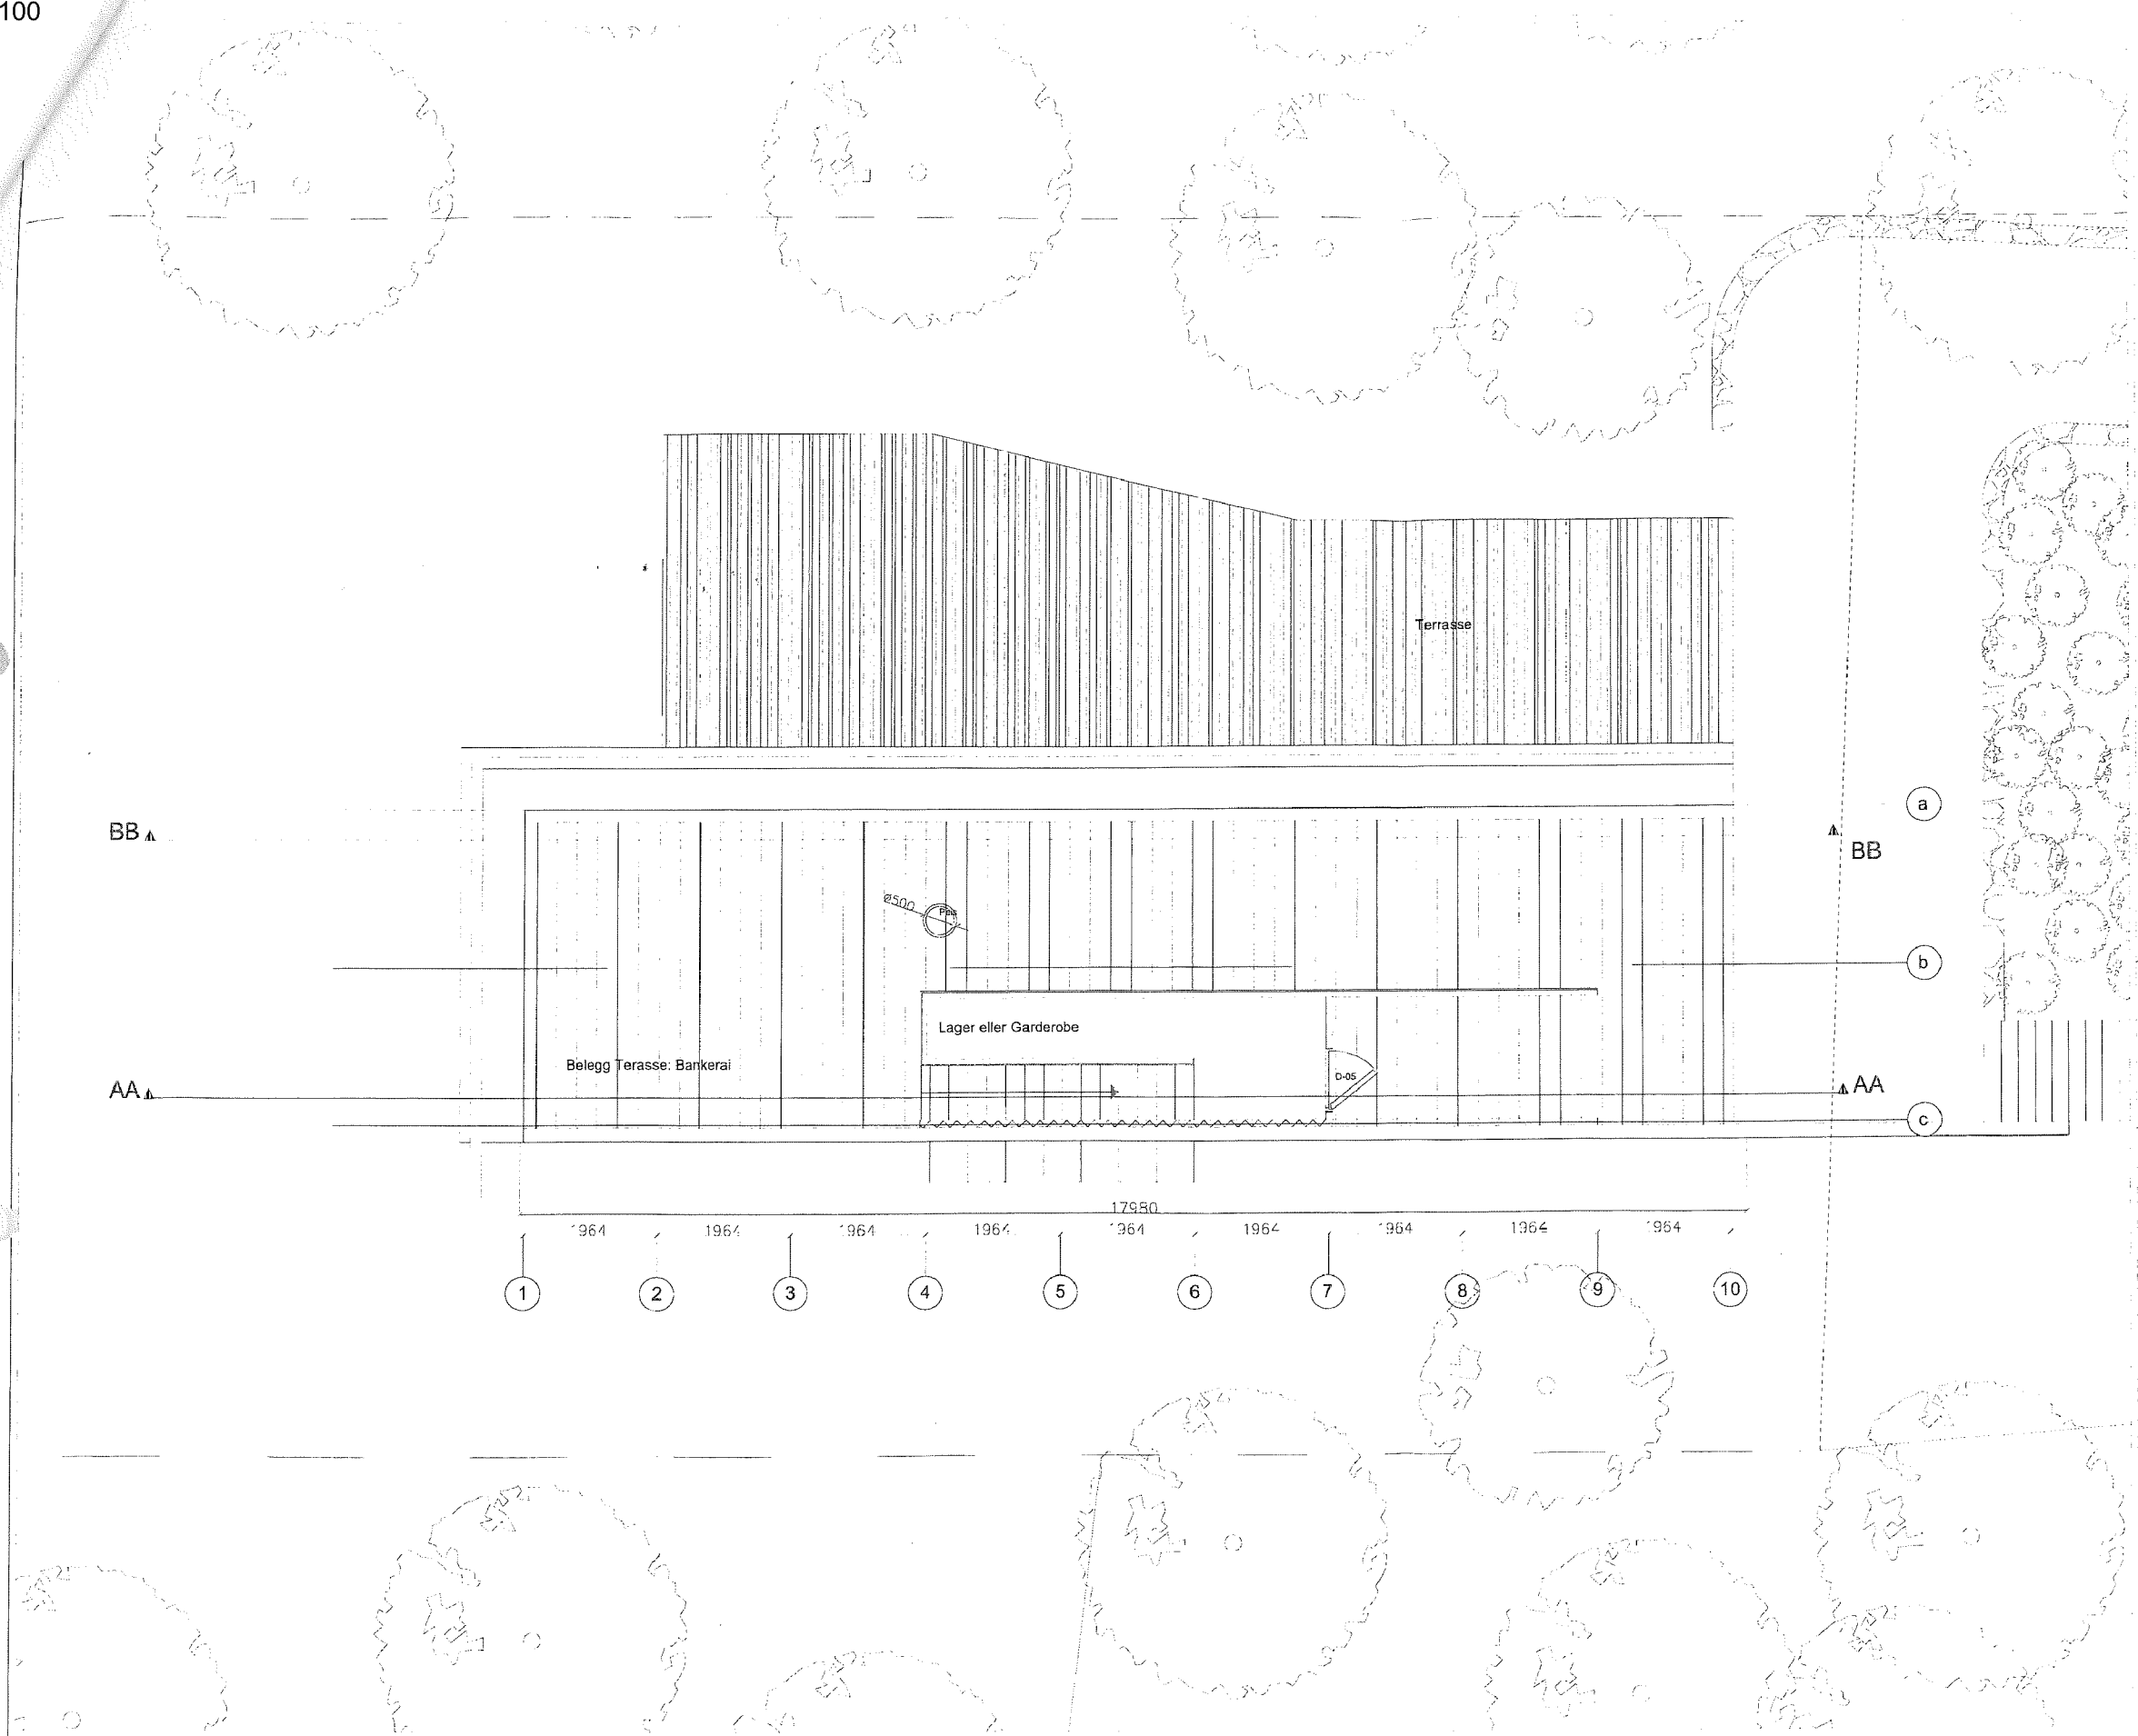 100
Terrasse
a
BB
BB
Ø500
Peis
b
Lager eller Garderobe
Belegg Terasse: Bankerai
D-05
AA
AA
c
17980
1964 1964 1964 1964 1964 1964 1964 1964 1964
1 2 3 4 5 6 7 8 9 10